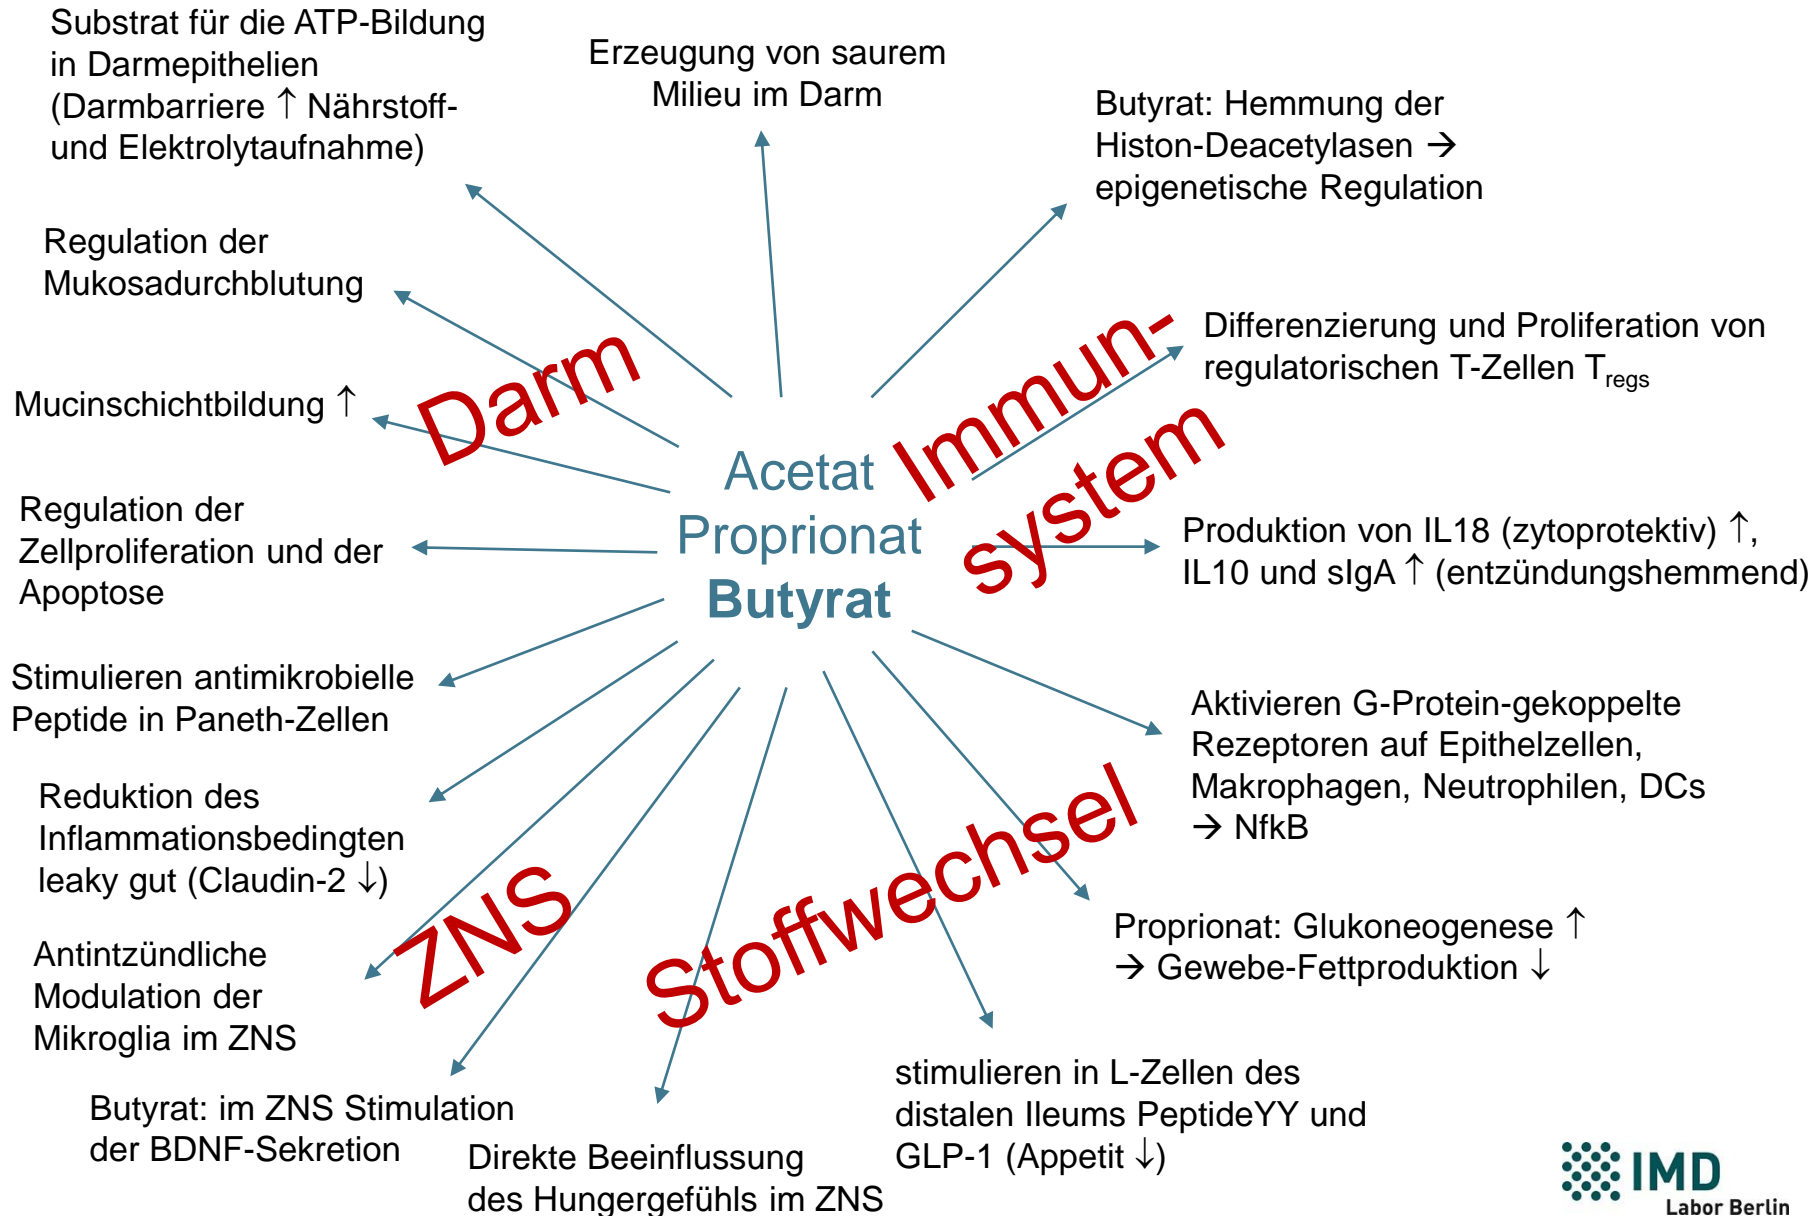 Substrat für die ATP-Bildung
in Darmepithelien
(Darmbarriere ↑ Nährstoff-
und Elektrolytaufnahme)
Erzeugung von saurem
Milieu im Darm
Butyrat: Hemmung der
Histon-Deacetylasen →
epigenetische Regulation
Regulation der
Mukosadurchblutung
Differenzierung und Proliferation von
regulatorischen T-Zellen Tregs
Mucinschichtbildung ↑
Darm
Immun-
system
Acetat
Proprionat
Butyrat
Regulation der
Zellproliferation und der
Apoptose
Produktion von IL18 (zytoprotektiv) ↑,
IL10 und sIgA ↑ (entzündungshemmend)
Stimulieren antimikrobielle
Peptide in Paneth-Zellen
Aktivieren G-Protein-gekoppelte
Rezeptoren auf Epithelzellen,
Makrophagen, Neutrophilen, DCs
→ NfkB
Reduktion des
Inflammationsbedingten
leaky gut (Claudin-2 ↓)
ZNS
Stoffwechsel
Proprionat: Glukoneogenese ↑
→ Gewebe-Fettproduktion ↓
Antintzündliche
Modulation der
Mikroglia im ZNS
stimulieren in L-Zellen des
distalen Ileums PeptideYY und
GLP-1 (Appetit ↓)
Butyrat: im ZNS Stimulation
der BDNF-Sekretion
Direkte Beeinflussung
des Hungergefühls im ZNS
IMD
Labor Berlin